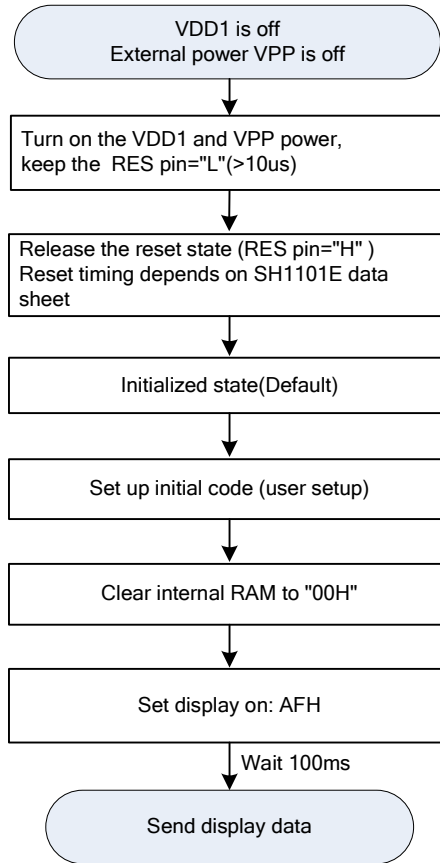 VDD1 is off
External power VPP is off
Turn on the VDD1 and VPP power,
keep the RES pin="L"(>10us)
Release the reset state (RES pin="H" )
Reset timing depends on SH1101E data
sheet
Initialized state(Default)
Set up initial code (user setup)
Clear internal RAM to "00H"
Set display on: AFH
Wait 100ms
Send display data